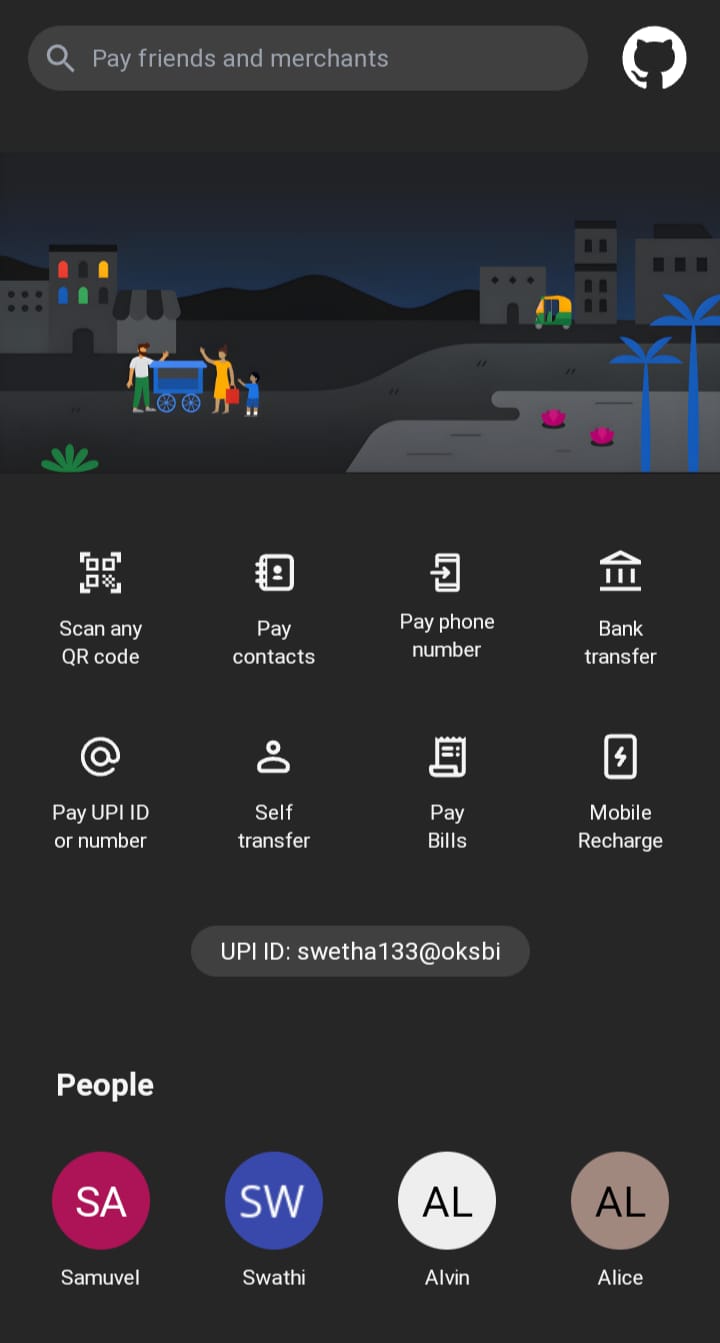 Pay friends and merchants
Scan any
QR code
Pay
contacts
Pay phone
number
Bank
transfer
Pay UPI ID
or number
Self
transfer
Pay
Bills
Mobile
Recharge
UPI ID: swetha133@oksbi
People
SA
SW
AL
AL
Samuvel
Swathi
Alvin
Alice